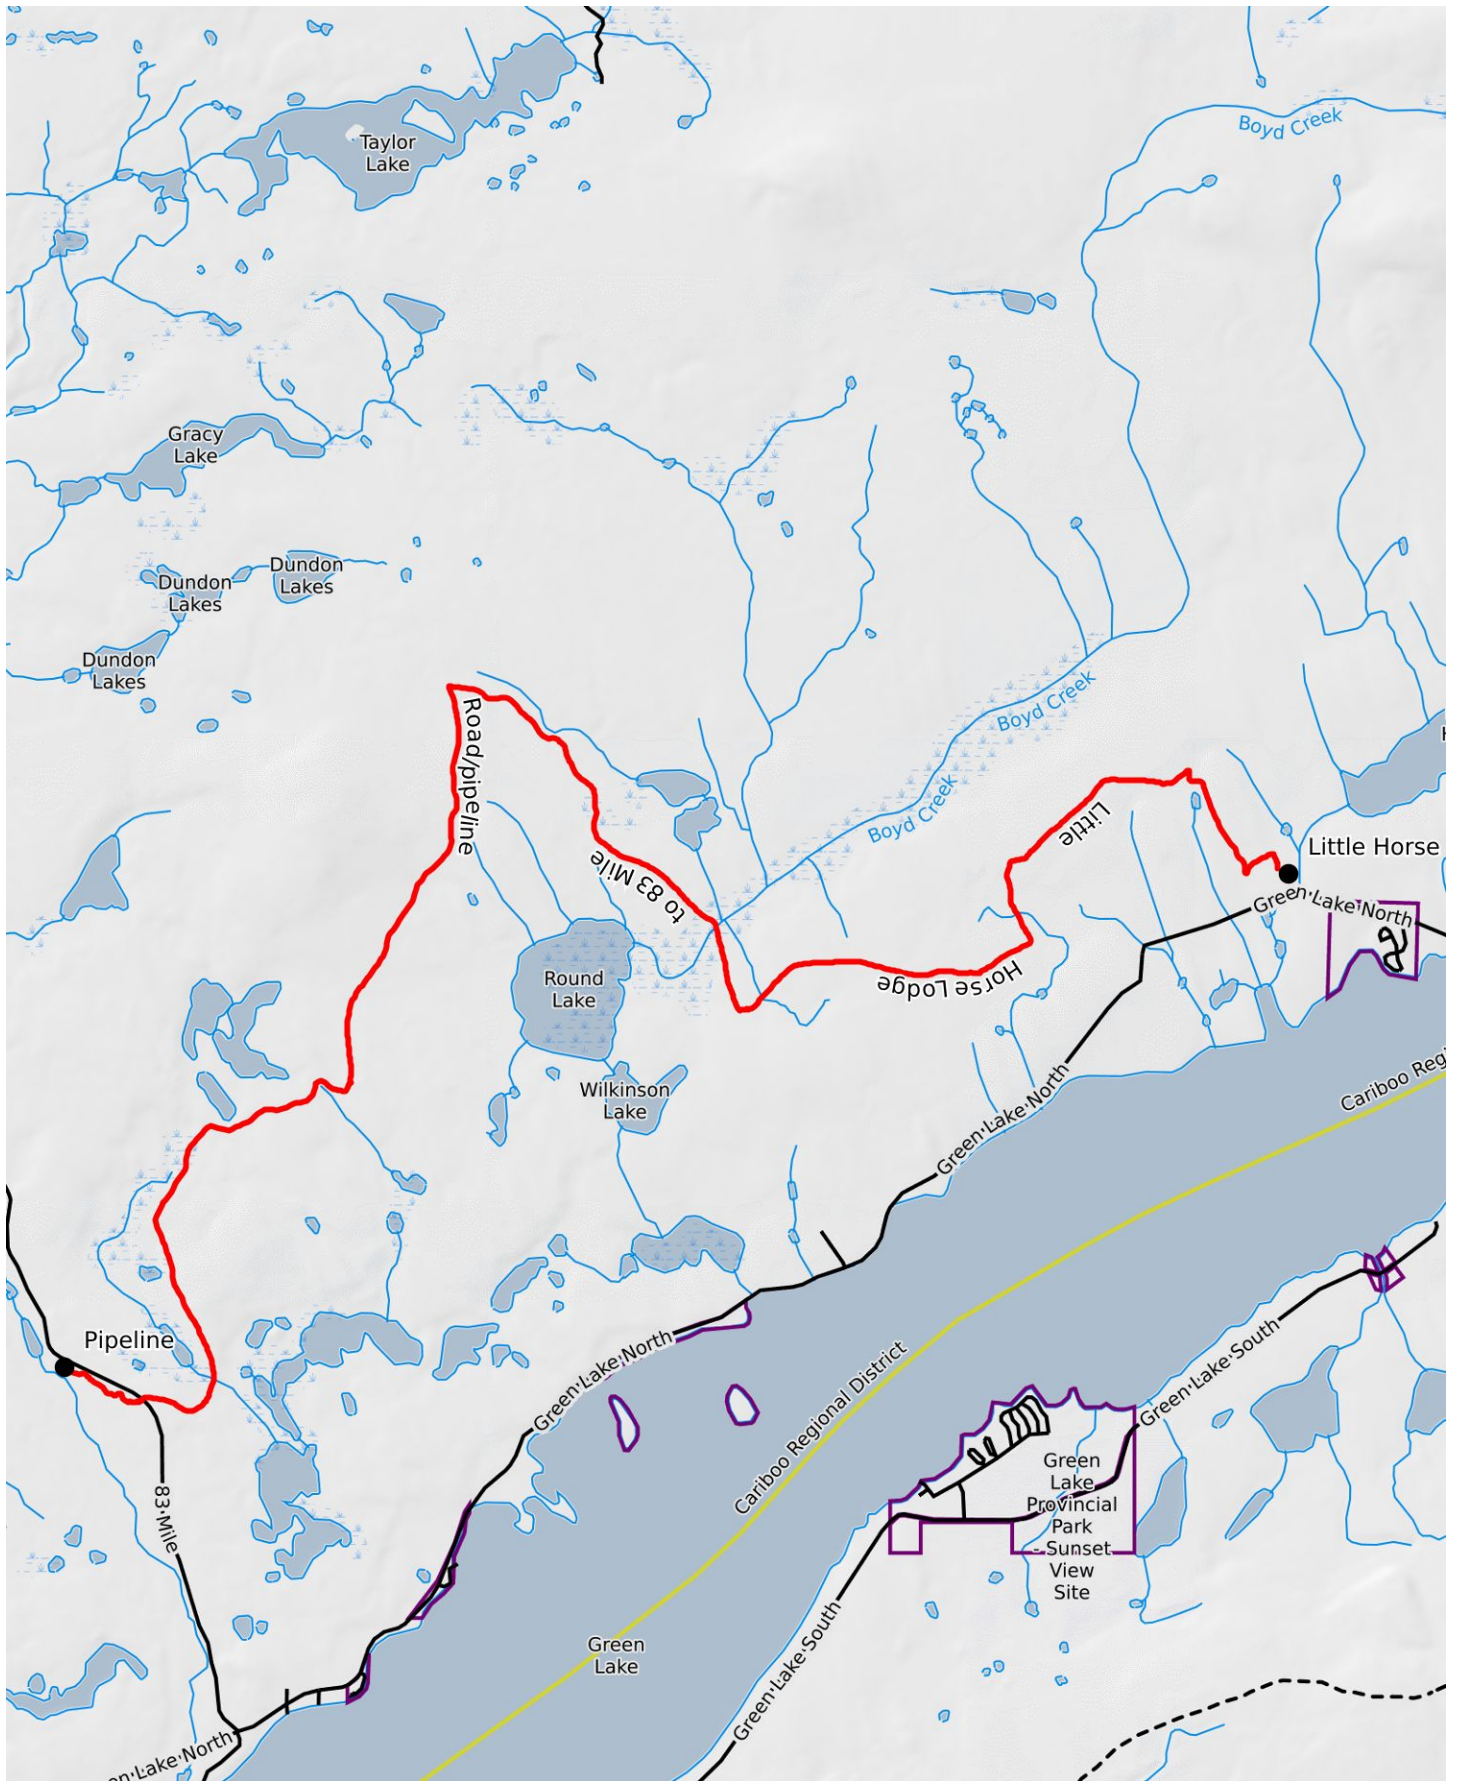 Boyd Creek
Taylor
Lake
Gracy
Lake
Dundon
Lakes
Dundon
Lakes
Dundon
Lakes
Boyd Creek
Boyd Creek
Road/pipeline
to 83 Mile
Little
Horse Lodge
Little Horse
Green Lake North
Round
Lake
Wilkinson
Lake
Green Lake North
Cariboo Reg
Pipeline
Green Lake North
Cariboo Regional District
Green Lake South
Green
Lake
Provincial
Park
- Sunset
View
Site
83 Mile
Green Lake South
Green
Lake
en Lake North